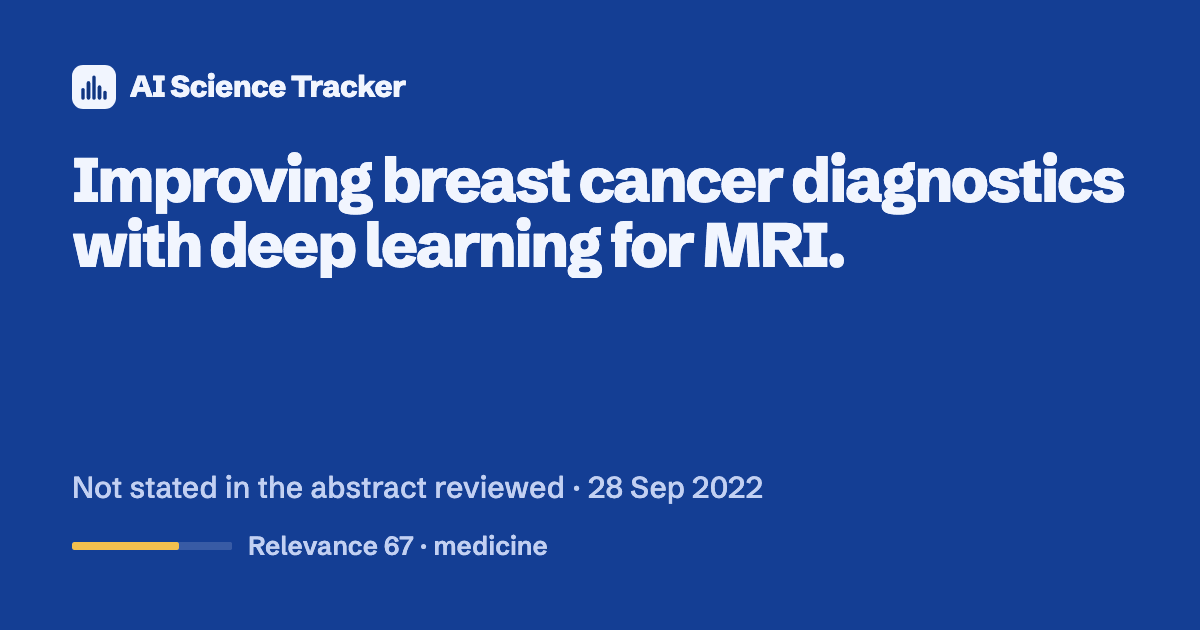 AI Science Tracker
Improving breast cancer diagnostics
with deep learning for MRI.
Not stated in the abstract reviewed · 28 Sep 2022
Relevance 67 · medicine